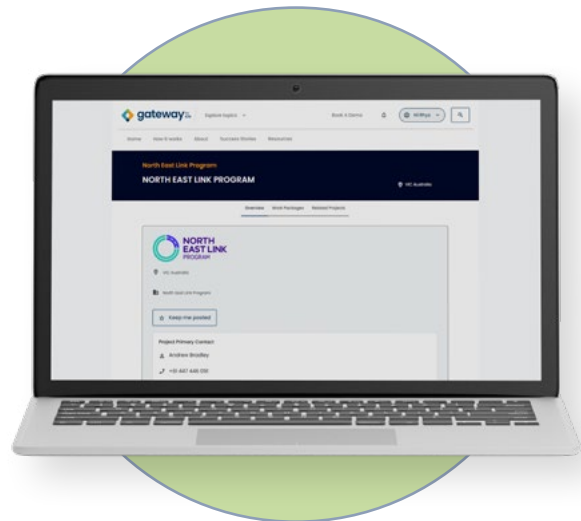 gateway
Explore topics
Book a Demo
Hi Rhys
Home How it works About Success Stories Resources
North East Link Program
NORTH EAST LINK PROGRAM
VIC Australia
Overview Work Packages Related Projects
NORTH
EAST LINK
PROGRAM
VIC Australia
North East Link Program
Keep me posted
Project Primary Contact
Andrew Bradley